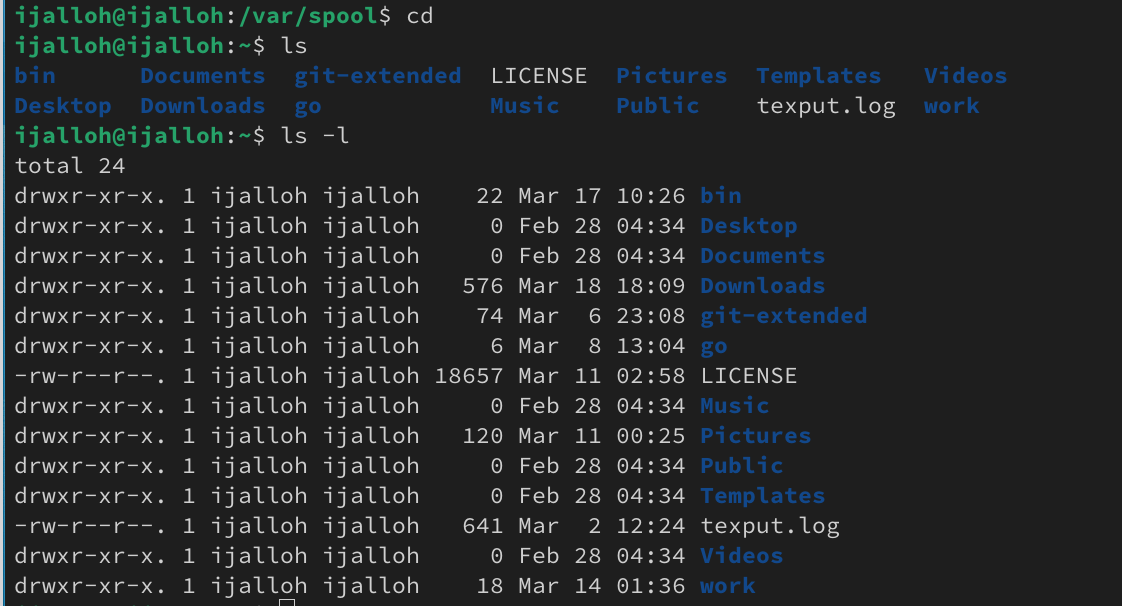 ijalloh@ijalloh:/var/spool$ cd
ijalloh@ijalloh:~$ ls
bin      Documents  git-extended  LICENSE  Pictures  Templates   Videos
Desktop  Downloads  go            Music    Public    texput.log  work
ijalloh@ijalloh:~$ ls -l
total 24
drwxr-xr-x. 1 ijalloh ijalloh    22 Mar 17 10:26 bin
drwxr-xr-x. 1 ijalloh ijalloh     0 Feb 28 04:34 Desktop
drwxr-xr-x. 1 ijalloh ijalloh     0 Feb 28 04:34 Documents
drwxr-xr-x. 1 ijalloh ijalloh   576 Mar 18 18:09 Downloads
drwxr-xr-x. 1 ijalloh ijalloh    74 Mar  6 23:08 git-extended
drwxr-xr-x. 1 ijalloh ijalloh     6 Mar  8 13:04 go
-rw-r--r--. 1 ijalloh ijalloh 18657 Mar 11 02:58 LICENSE
drwxr-xr-x. 1 ijalloh ijalloh     0 Feb 28 04:34 Music
drwxr-xr-x. 1 ijalloh ijalloh   120 Mar 11 00:25 Pictures
drwxr-xr-x. 1 ijalloh ijalloh     0 Feb 28 04:34 Public
drwxr-xr-x. 1 ijalloh ijalloh     0 Feb 28 04:34 Templates
-rw-r--r--. 1 ijalloh ijalloh   641 Mar  2 12:24 texput.log
drwxr-xr-x. 1 ijalloh ijalloh     0 Feb 28 04:34 Videos
drwxr-xr-x. 1 ijalloh ijalloh    18 Mar 14 01:36 work